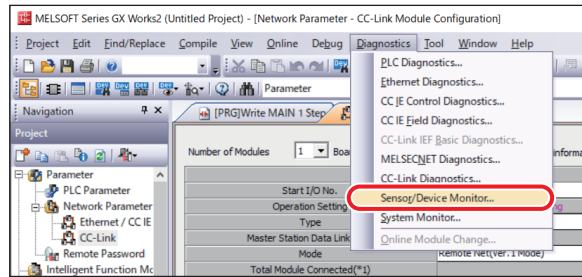 MELSOFT Series GX Works2 (Untitled Project) - [Network Parameter - CC-Link Module Configuration]
Project Edit Find/Replace Compile View Online Debug Diagnostics Tool Window Help
Parameter
Navigation
[PRG]Write MAIN 1 Step
Project
Number of Modules 1 Boa
Parameter
PLC Parameter
Network Parameter
Ethernet / CC IE
CC-Link
Remote Password
Intelligent Function Mo
Start I/O No.
Operation Setting
Type
Master Station Data Link
Mode
Total Module Connected(*1)
Remote Net(Ver.1 Mode)
PLC Diagnostics...
Ethernet Diagnostics...
CC IE Control Diagnostics...
CC IE Field Diagnostics...
CC-Link IEF Basic Diagnostics...
MELSECNET Diagnostics...
CC-Link Diagnostics...
Sensor/Device Monitor...
System Monitor...
Online Module Change...
informa